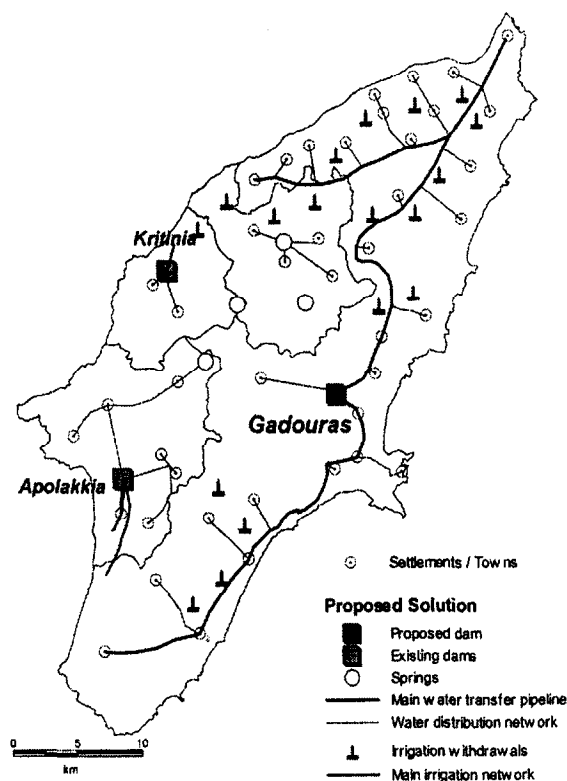 Kritinia
Gadouras
Apolakkia
Settlements / Towns
Proposed Solution
Proposed dam
Existing dams
Springs
Main water transfer pipeline
Water distribution network
Irrigation withdrawals
Main irrigation network
0 5 10
km